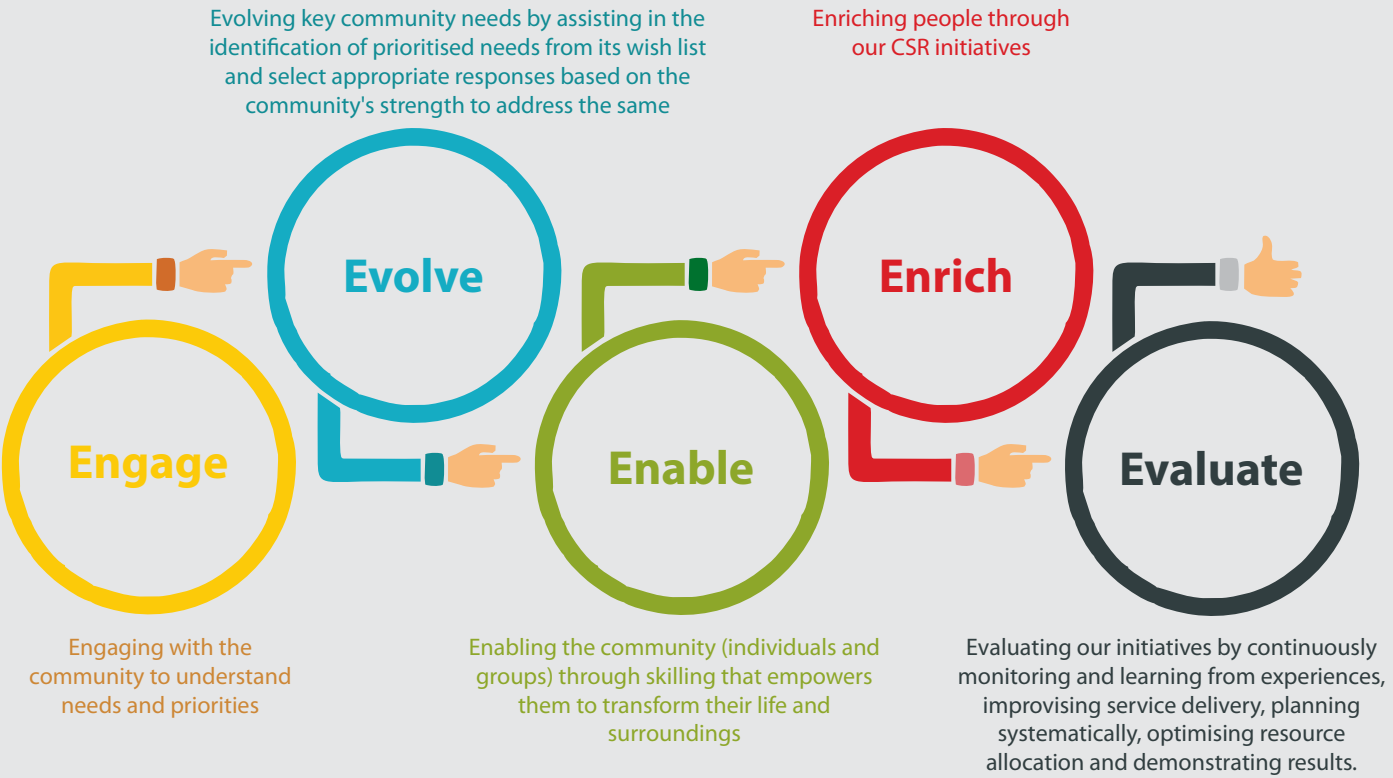 Evolving key community needs by assisting in the
identification of prioritised needs from its wish list
and select appropriate responses based on the
community's strength to address the same
Enriching people through
our CSR initiatives
Evolve
Enrich
Engage
Enable
Evaluate
Engaging with the
community to understand
needs and priorities
Enabling the community (individuals and
groups) through skilling that empowers
them to transform their life and
surroundings
Evaluating our initiatives by continuously
monitoring and learning from experiences,
improvising service delivery, planning
systematically, optimising resource
allocation and demonstrating results.